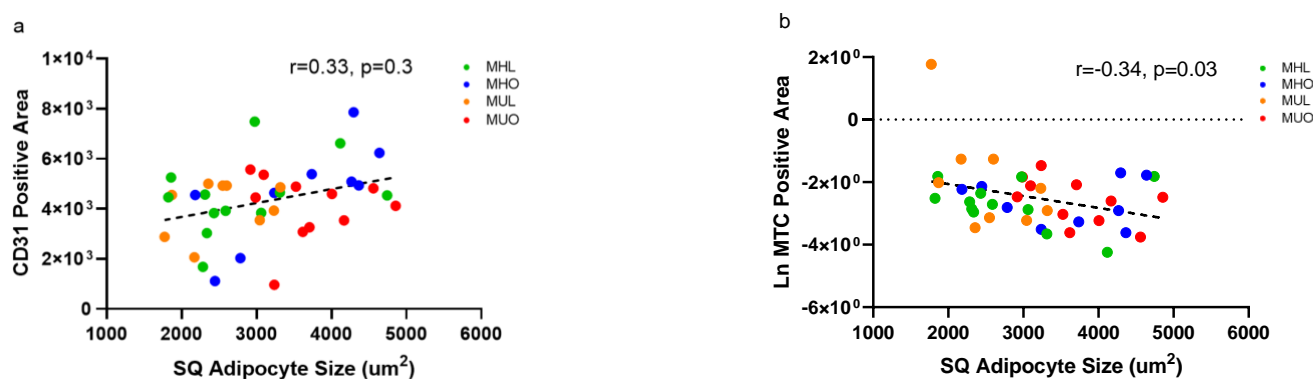 a
CD31 Positive Area
1×10⁴
8×10³
6×10³
4×10³
2×10³
0
1000 2000 3000 4000 5000 6000
SQ Adipocyte Size (um²)
r=0.33, p=0.3
MHL
MHO
MUL
MUO
b
Ln MTC Positive Area
2×10⁰
0
-2×10⁰
-4×10⁰
-6×10⁰
1000 2000 3000 4000 5000 6000
SQ Adipocyte Size (um²)
r=-0.34, p=0.03
MHL
MHO
MUL
MUO